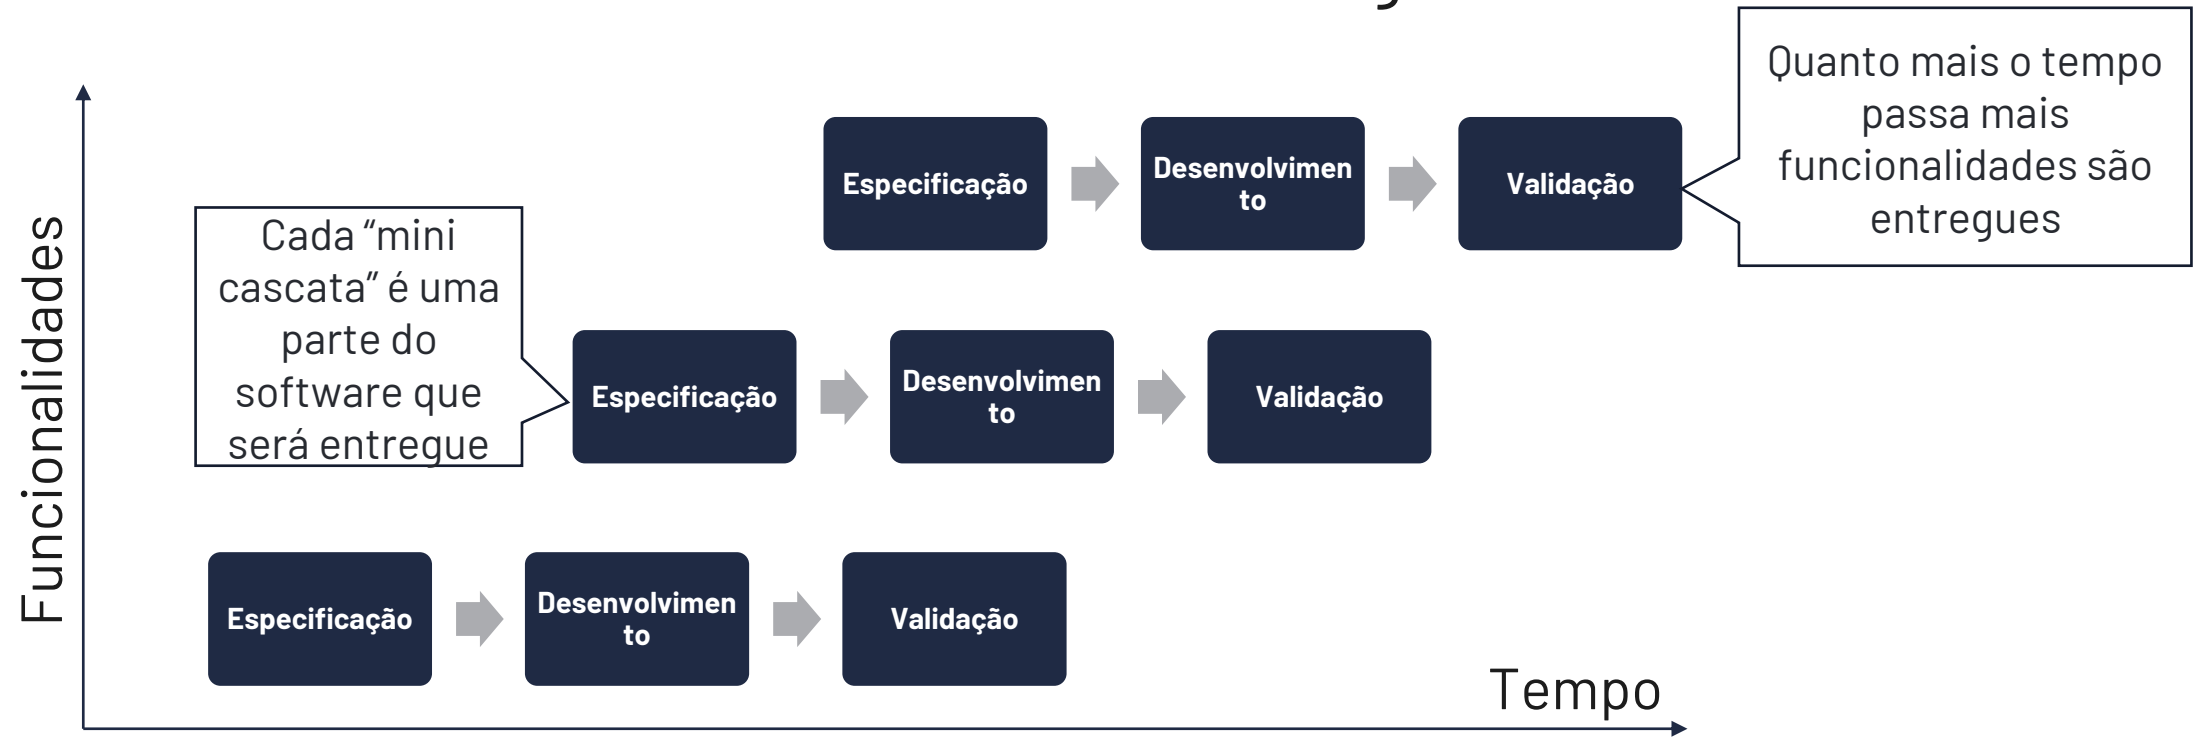 Quanto mais o tempo
passa mais
funcionalidades são
entregues
Especificação
Desenvolvimen
to
Validação
Cada “mini
cascata” é uma
parte do
software que
será entregue
Especificação
Desenvolvimen
to
Validação
Especificação
Desenvolvimen
to
Validação
Funcionalidades
Tempo